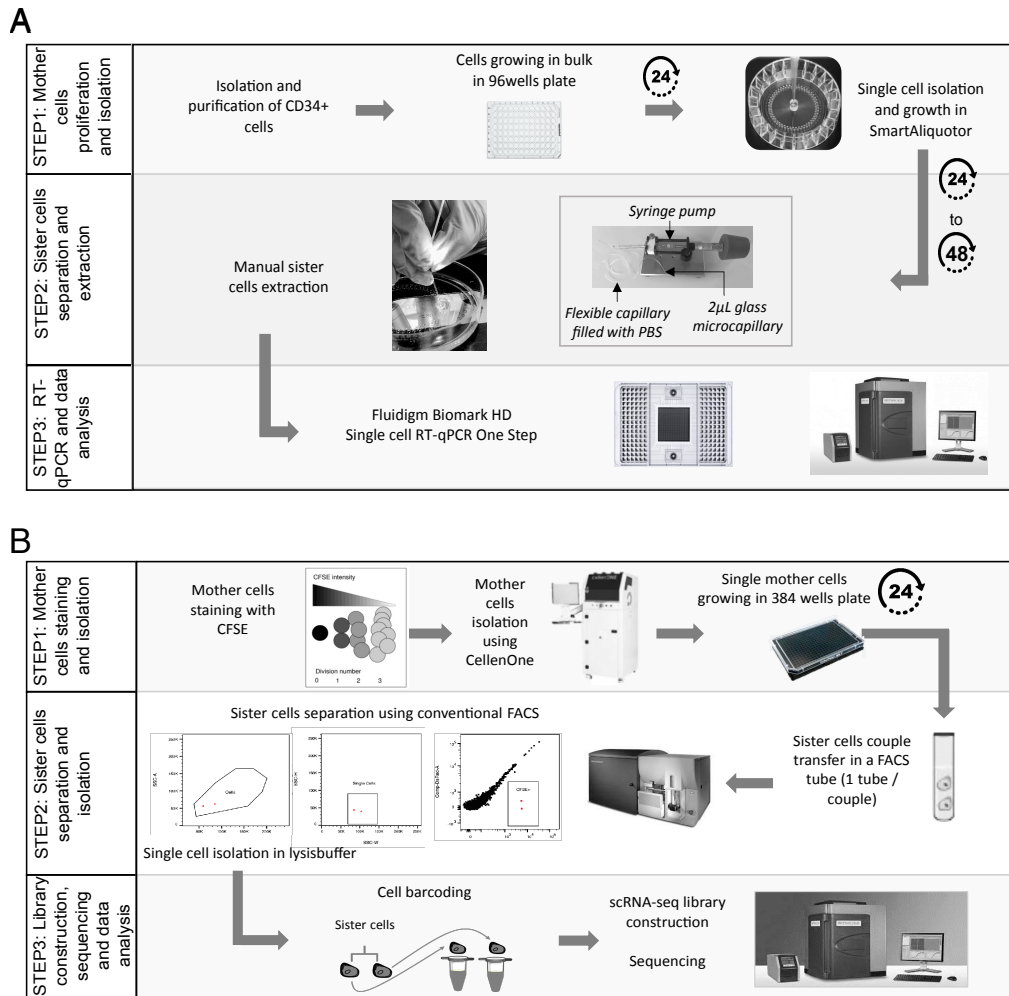 A
STEP1: Mother
cells
proliferation
and isolation
Isolation and
purification of CD34+
cells
Cells growing in bulk
in 96wells plate
24
Single cell isolation
and growth in
SmartAliquotor
24
to
48
STEP2: Sister cells
separation and
extraction
Manual sister
cells extraction
Syringe pump
Flexible capillary
filled with PBS
2µL glass
microcapillary
STEP3: RT-
qPCR and data
analysis
Fluidigm Biomark HD
Single cell RT-qPCR One Step
B
STEP1: Mother
cells staining
and isolation
Mother cells
staining with
CFSE
CFSE intensity
Division number
0 1 2 3
Mother
cells
isolation
using
CellenOne
Single mother cells
growing in 384 wells plate
24
STEP2: Sister cells
separation and
isolation
Sister cells separation using conventional FACS
Cells
Single Cells
CFSE+
Sister cells couple
transfer in a FACS
tube (1 tube /
couple)
Single cell isolation in lysisbuffer
STEP3: Library
construction,
sequencing
and data
analysis
Cell barcoding
Sister cells
scRNA-seq library
construction
Sequencing